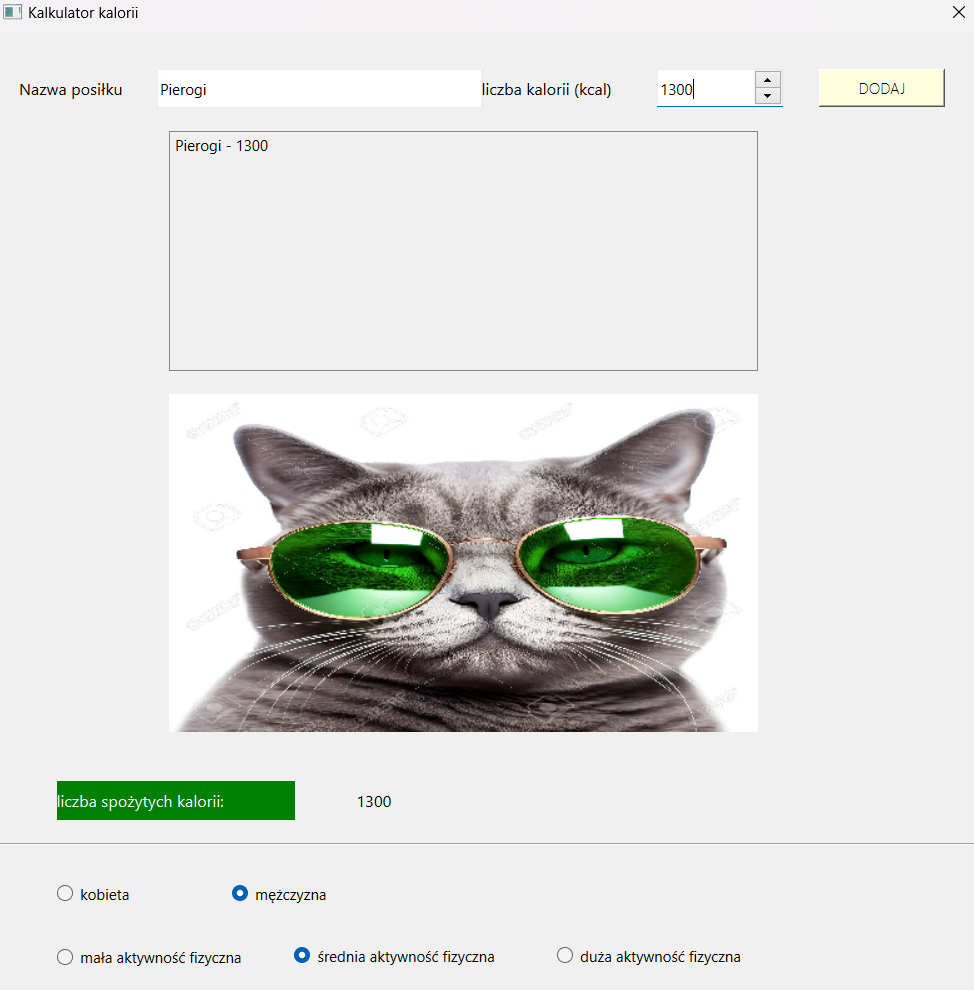 Kalkulator kalorii
Nazwa posiłku Pierogi liczba kalorii (kcal) 1300 DODAJ
Pierogi - 1300
liczba spożytych kalorii: 1300
kobieta mężczyzna
mała aktywność fizyczna średnia aktywność fizyczna duża aktywność fizyczna